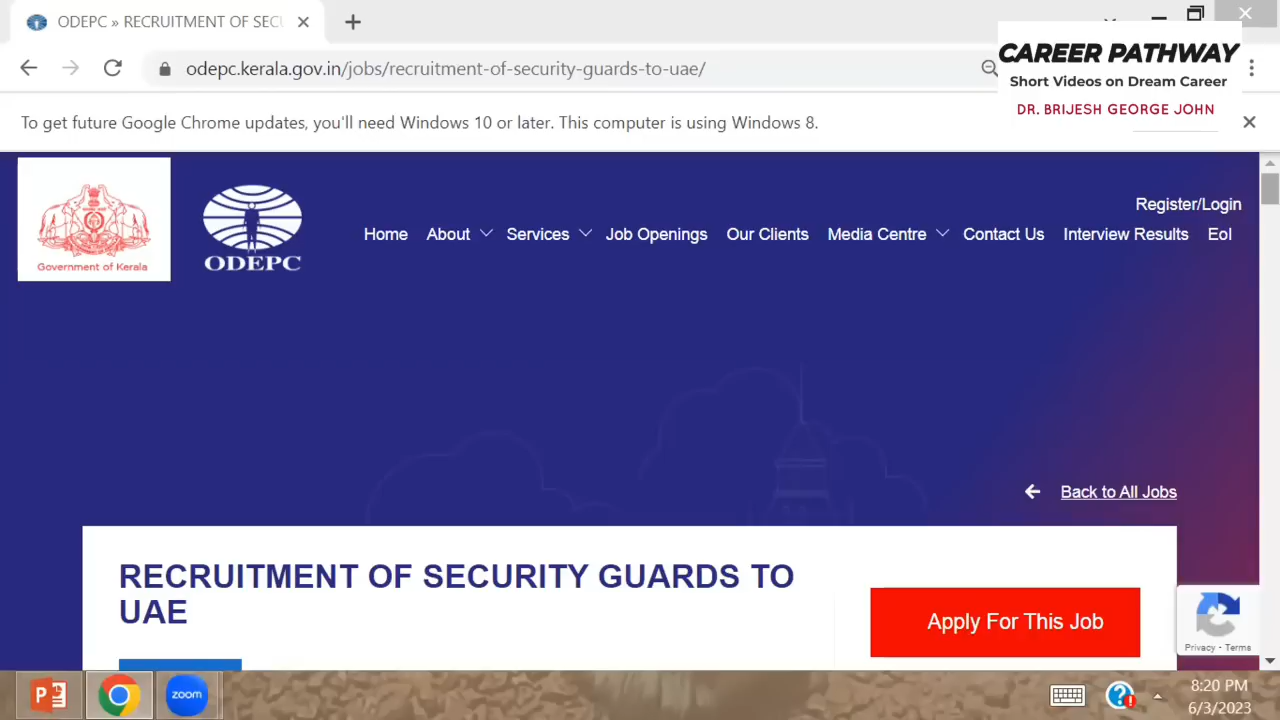 ODEPC » RECRUITMENT OF SECU
odepc.kerala.gov.in/jobs/recruitment-of-security-guards-to-uae/
CAREER PATHWAY
Short Videos on Dream Career
DR. BRIJESH GEORGE JOHN
To get future Google Chrome updates, you'll need Windows 10 or later. This computer is using Windows 8.
Government of Kerala
ODEPC
Register/Login
Home About Services Job Openings Our Clients Media Centre Contact Us Interview Results EoI
Back to All Jobs
RECRUITMENT OF SECURITY GUARDS TO
UAE
Apply For This Job
Privacy - Terms
zoom
8:20 PM
6/3/2023